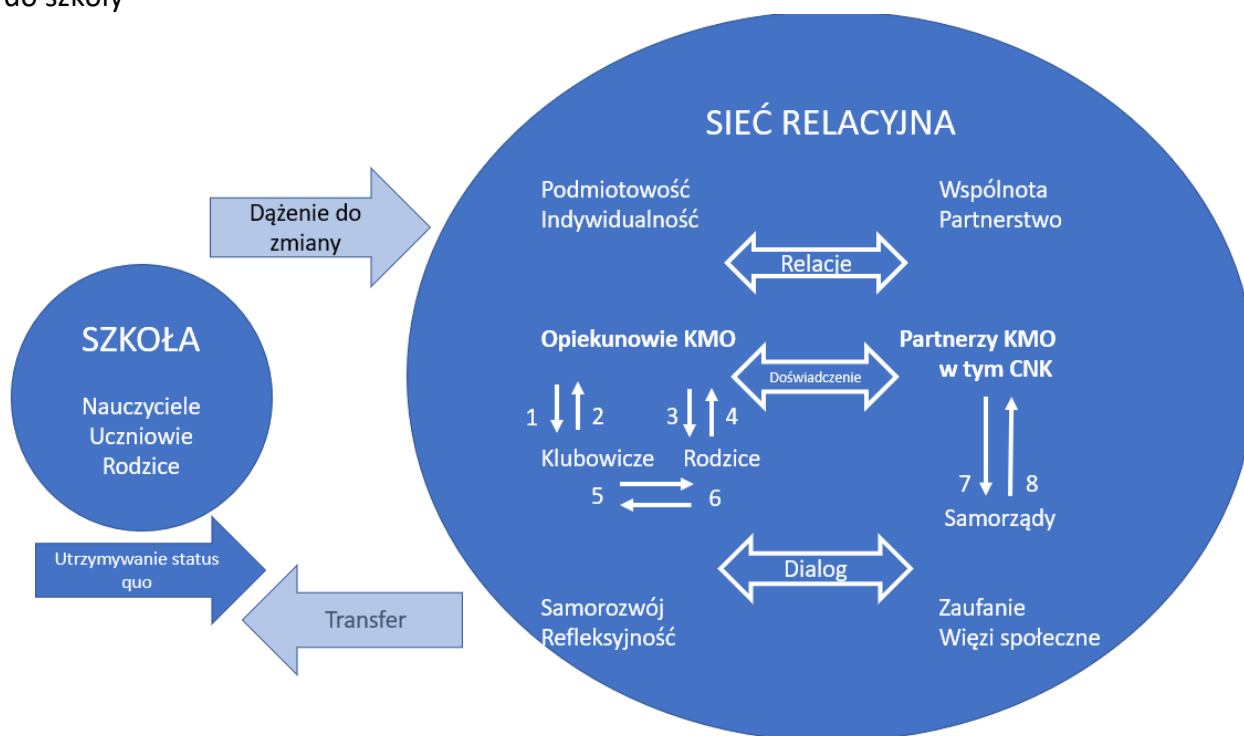 do szkoły
SIEĆ RELACYJNA
Podmiotowość
Indywidualność
Wspólnota
Partnerstwo
Dążenie do
zmiany
Relacje
SZKOŁA
Nauczyciele
Uczniowie
Rodzice
Opiekunowie KMO
Partnerzy KMO
w tym CNK
Doświadczenie
1
2
3
4
Klubowicze
Rodzice
5
6
7
8
Samorządy
Utrzymywanie status
quo
Transfer
Dialog
Samorozwój
Refleksyjność
Zaufanie
Więzi społeczne